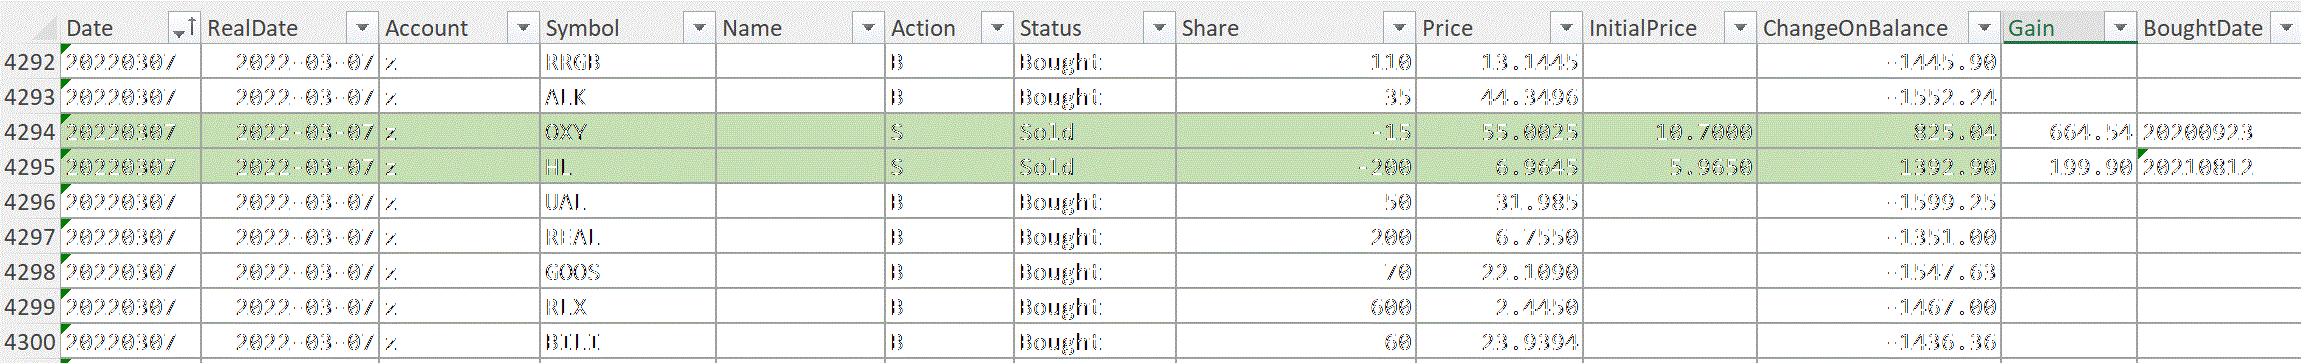 Date RealDate Account Symbol Name Action Status Share Price InitialPrice ChangeOnBalance Gain BoughtDate
4292 20220307 2022-03-07 z RRGB B Bought 110 13.1445 -1445.90
4293 20220307 2022-03-07 z ALK B Bought 35 44.3496 -1552.24
4294 20220307 2022-03-07 z OXY S Sold -15 55.0025 10.7000 825.04 664.54 20200923
4295 20220307 2022-03-07 z HL S Sold -200 6.9645 5.9650 1392.90 199.90 20210812
4296 20220307 2022-03-07 z UAL B Bought 50 31.985 -1599.25
4297 20220307 2022-03-07 z REAL B Bought 200 6.7550 -1351.00
4298 20220307 2022-03-07 z GOOS B Bought 70 22.1090 -1547.63
4299 20220307 2022-03-07 z RLX B Bought 600 2.4450 -1467.00
4300 20220307 2022-03-07 z BILI B Bought 60 23.9394 -1436.36